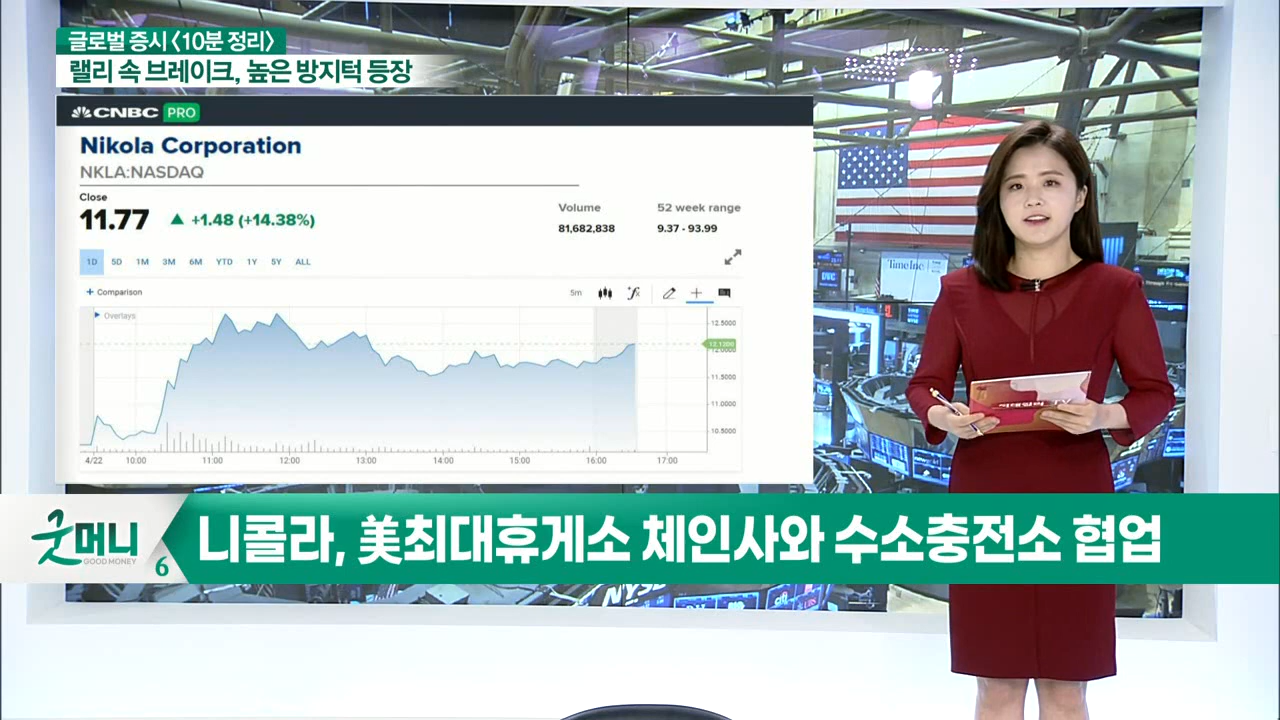 글로벌 증시 <10분 정리>
랠리 속 브레이크, 높은 방지턱 등장
CNBC PRO
Nikola Corporation
NKLA:NASDAQ
Close
11.77 ▲ +1.48 (+14.38%)
Volume
81,682,838
52 week range
9.37 - 93.99
1D 5D 1M 3M 6M YTD 1Y 5Y ALL
+ Comparison
5m
Overlays
12.5000
12.1200
12.0000
11.5000
11.0000
10.5000
4/22 10:00 11:00 12:00 13:00 14:00 15:00 16:00 17:00
Time Inc
굿머니
GOOD MONEY
6
니콜라, 美최대휴게소 체인사와 수소충전소 협업
NYSE
citi